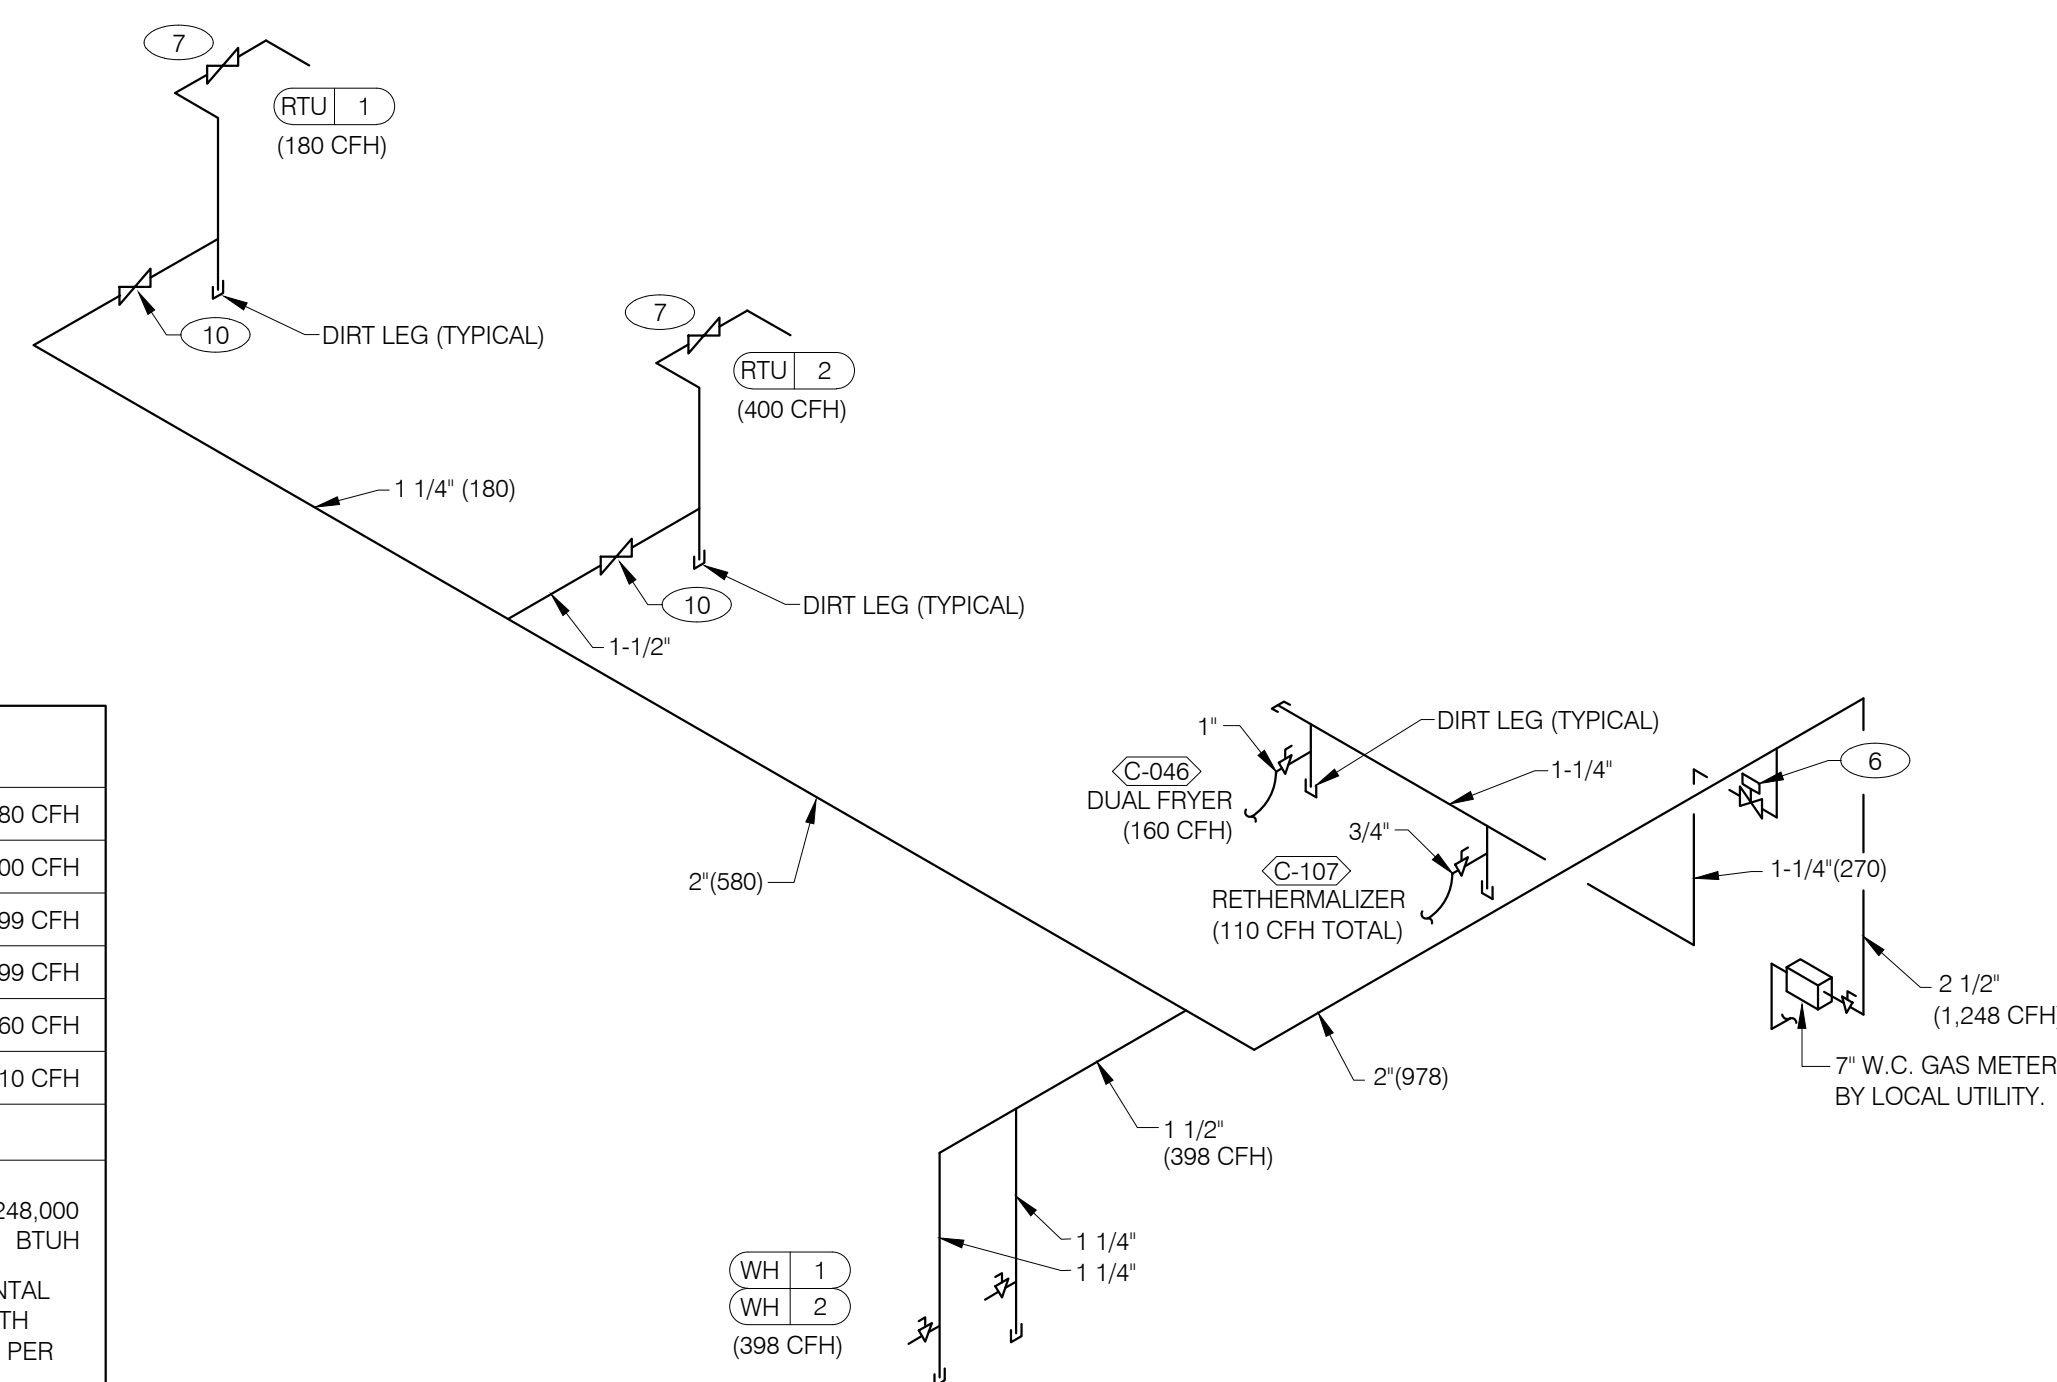 7
RTU 1
(180 CFH)
10
DIRT LEG (TYPICAL)
7
RTU 2
(400 CFH)
1 1/4" (180)
10
DIRT LEG (TYPICAL)
1-1/2"
2"(580)
1"
DIRT LEG (TYPICAL)
C-046
DUAL FRYER
(160 CFH)
1-1/4"
6
3/4"
C-107
RETHERMALIZER
(110 CFH TOTAL)
1-1/4"(270)
2 1/2"
(1,248 CFH)
7" W.C. GAS METER
BY LOCAL UTILITY.
2"(978)
1 1/2"
(398 CFH)
1 1/4"
1 1/4"
WH 1
WH 2
(398 CFH)
80 CFH
00 CFH
99 CFH
99 CFH
60 CFH
10 CFH
248,000
BTUH
NTAL
TH
PER